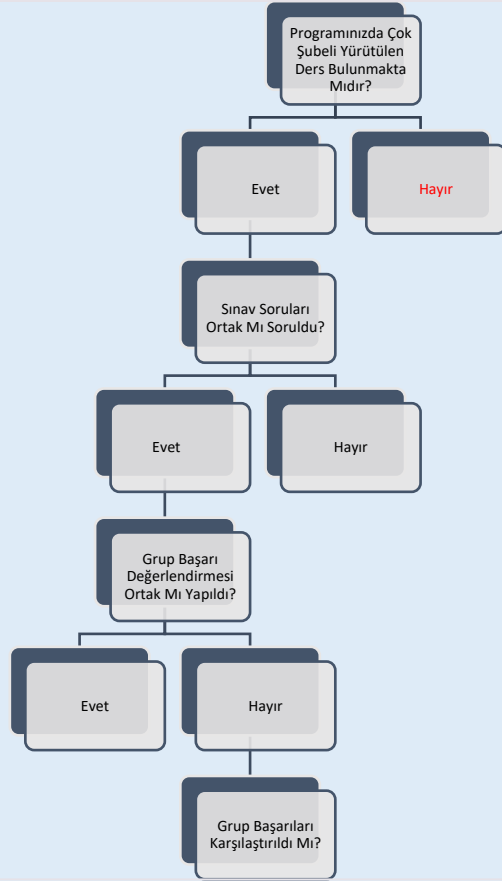 Programınızda Çok
Şubeli Yürütülen
Ders Bulunmakta
Mıdır?
Evet
Hayır
Sınav Soruları
Ortak Mı Soruldu?
Evet
Hayır
Grup Başarı
Değerlendirmesi
Ortak Mı Yapıldı?
Evet
Hayır
Grup Başarıları
Karşılaştırıldı Mı?